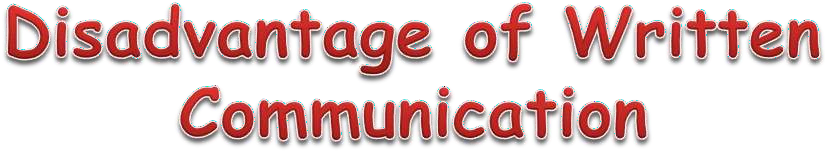 Disadvantage of Written
Communication